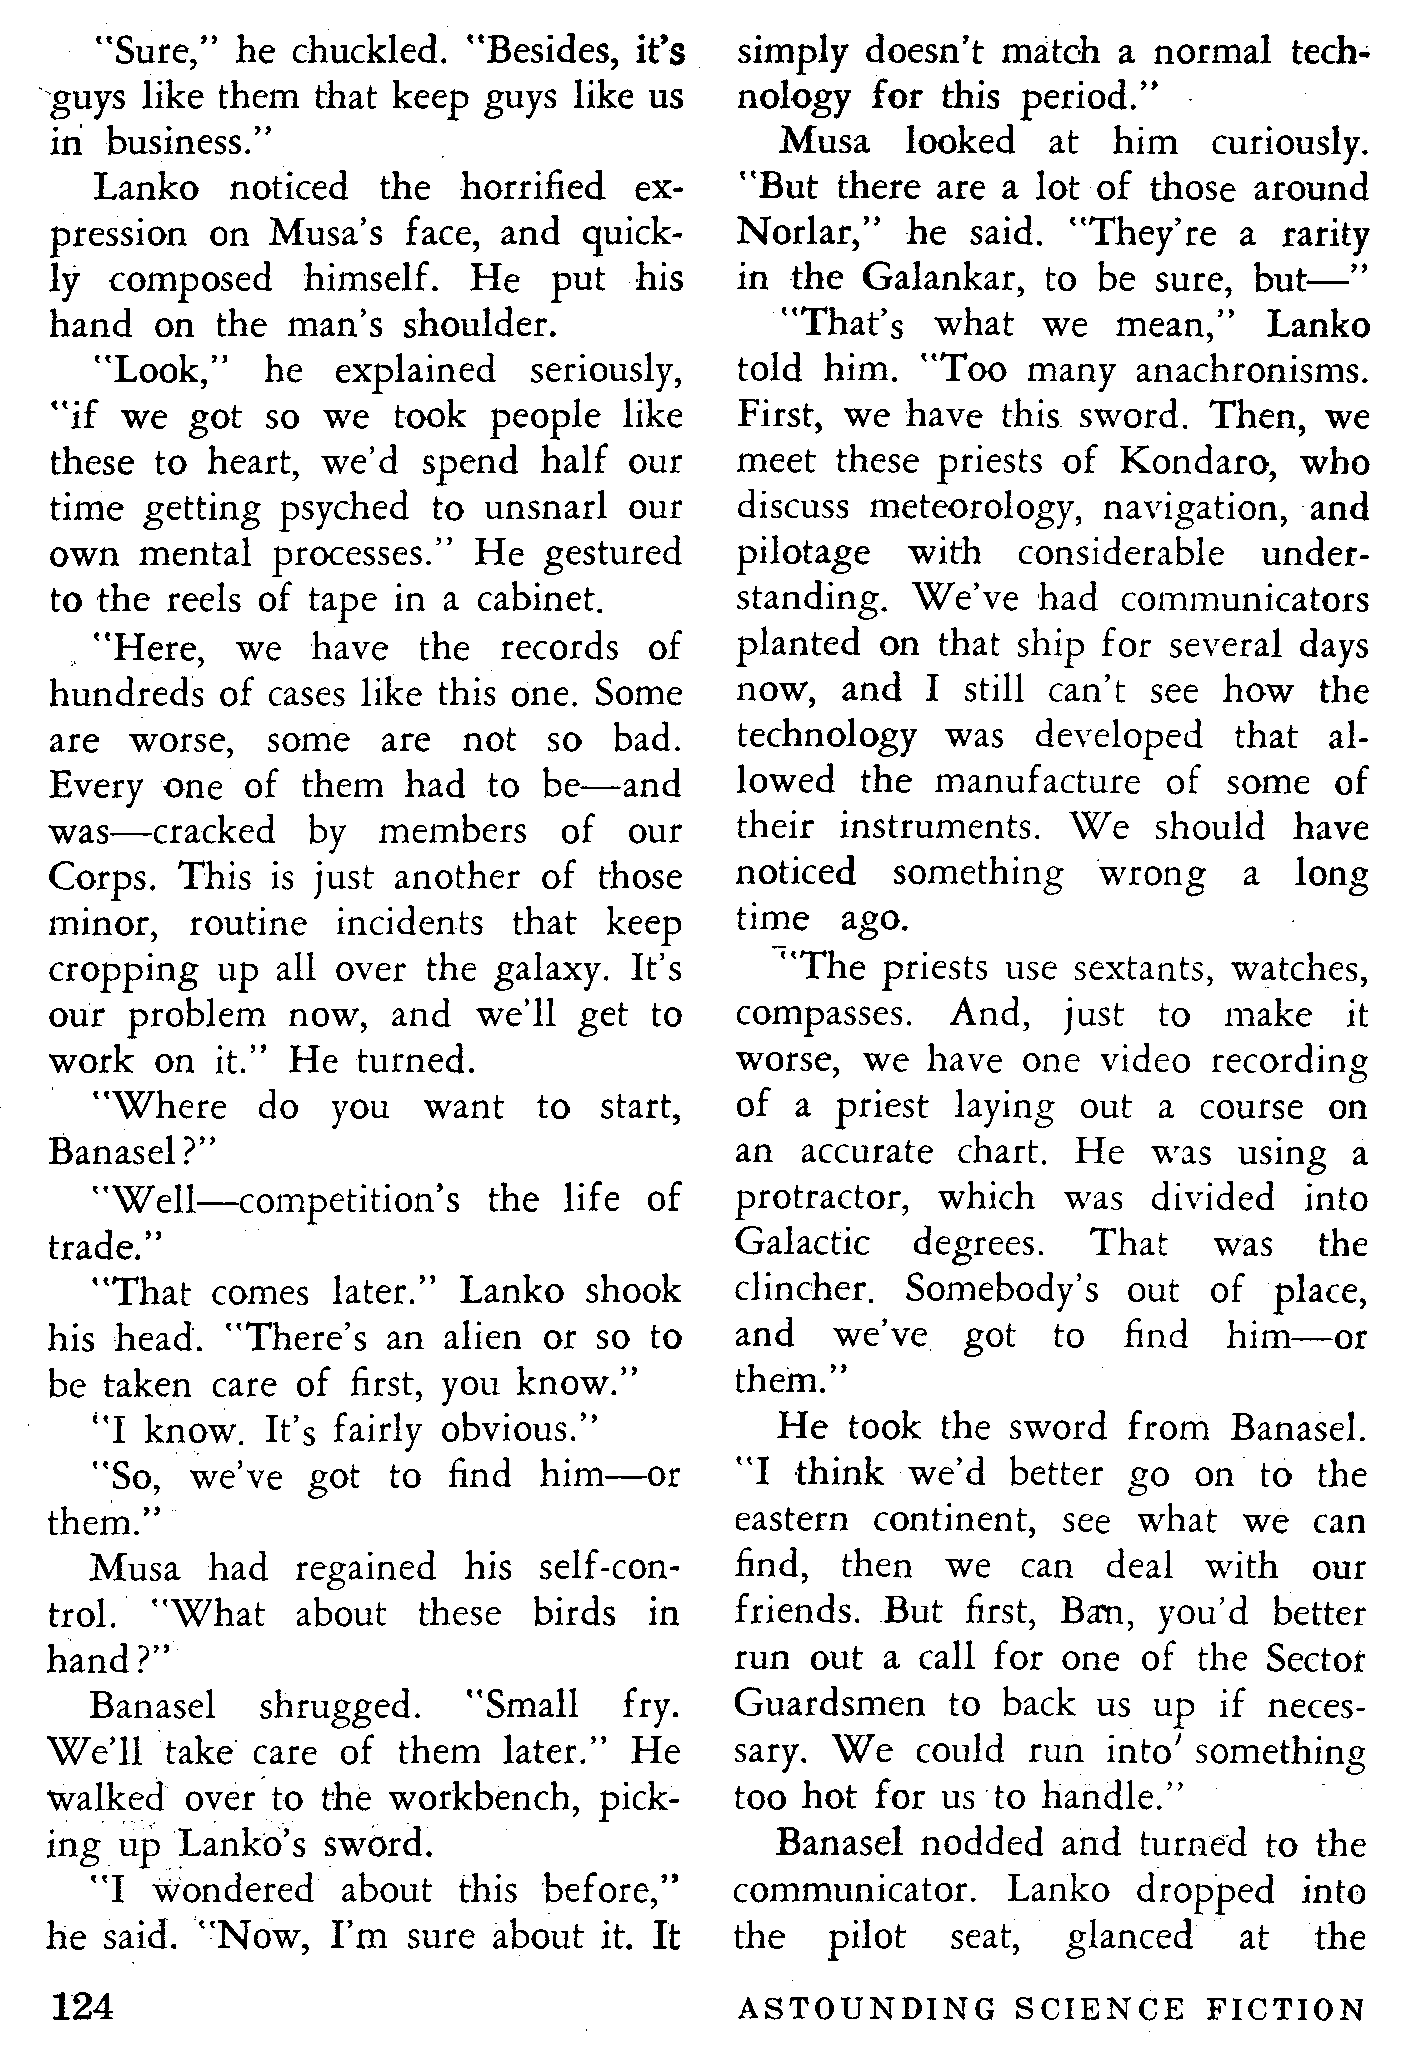 "Sure," he chuckled. "Besides, it's
guys like them that keep guys like us
in business."
Lanko noticed the horrified ex-
pression on Musa's face, and quick-
ly composed himself. He put his
hand on the man's shoulder.
"Look," he explained seriously,
"if we got so we took people like
these to heart, we'd spend half our
time getting psyched to unsnarl our
own mental processes." He gestured
to the reels of tape in a cabinet.
"Here, we have the records of
hundreds of cases like this one. Some
are worse, some are not so bad.
Every one of them had to be—and
was—cracked by members of our
Corps. This is just another of those
minor, routine incidents that keep
cropping up all over the galaxy. It's
our problem now, and we'll get to
work on it." He turned.
"Where do you want to start,
Banasel?"
"Well—competition's the life of
trade."
"That comes later." Lanko shook
his head. "There's an alien or so to
be taken care of first, you know."
"I know. It's fairly obvious."
"So, we've got to find him—or
them."
Musa had regained his self-con-
trol. "What about these birds in
hand?"
Banasel shrugged. "Small fry.
We'll take care of them later." He
walked over to the workbench, pick-
ing up Lanko's sword.
"I wondered about this before,"
he said. "Now, I'm sure about it. It
simply doesn't match a normal tech-
nology for this period."
Musa looked at him curiously.
"But there are a lot of those around
Norlar," he said. "They're a rarity
in the Galankar, to be sure, but—"
"That's what we mean," Lanko
told him. "Too many anachronisms.
First, we have this sword. Then, we
meet these priests of Kondaro, who
discuss meteorology, navigation, and
pilotage with considerable under-
standing. We've had communicators
planted on that ship for several days
now, and I still can't see how the
technology was developed that al-
lowed the manufacture of some of
their instruments. We should have
noticed something wrong a long
time ago.
"The priests use sextants, watches,
compasses. And, just to make it
worse, we have one video recording
of a priest laying out a course on
an accurate chart. He was using a
protractor, which was divided into
Galactic degrees. That was the
clincher. Somebody's out of place,
and we've got to find him—or
them."
He took the sword from Banasel.
"I think we'd better go on to the
eastern continent, see what we can
find, then we can deal with our
friends. But first, Ban, you'd better
run out a call for one of the Sector
Guardsmen to back us up if neces-
sary. We could run into something
too hot for us to handle."
Banasel nodded and turned to the
communicator. Lanko dropped into
the pilot seat, glanced at the
124
ASTOUNDING SCIENCE FICTION